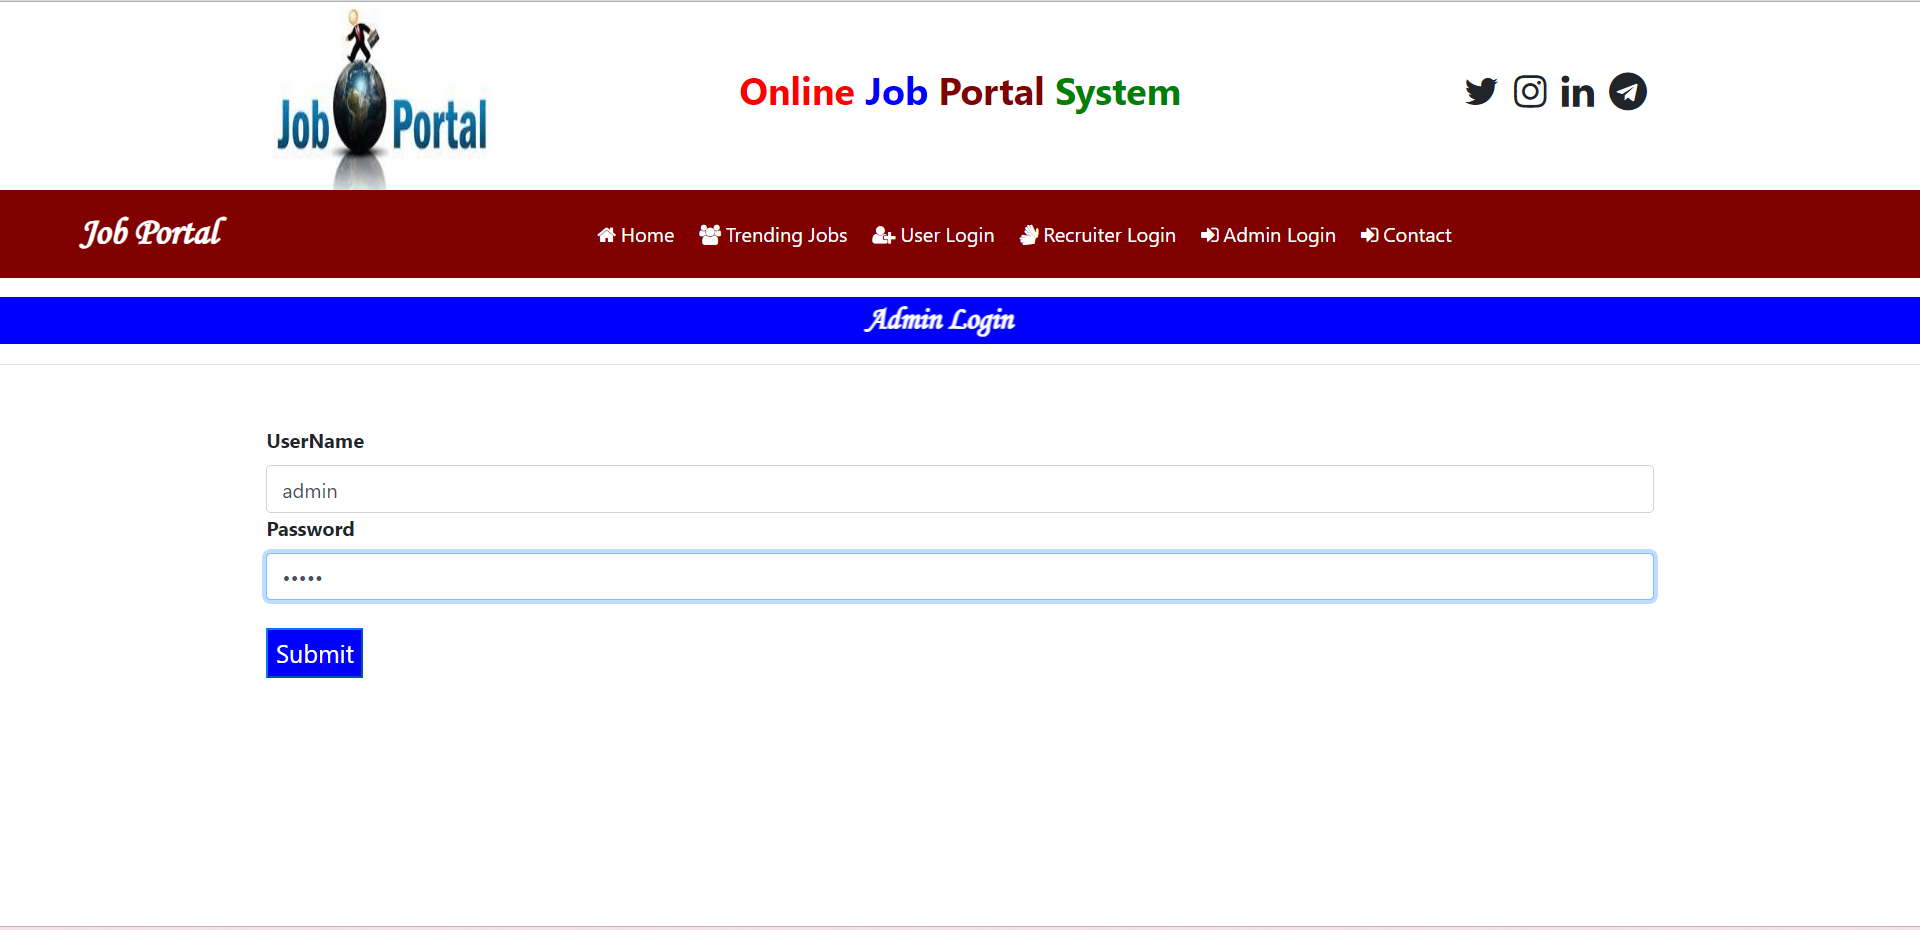 Job Portal
Online Job Portal System
Job Portal
Home Trending Jobs User Login Recruiter Login Admin Login Contact
Admin Login
UserName
admin
Password
•••••
Submit